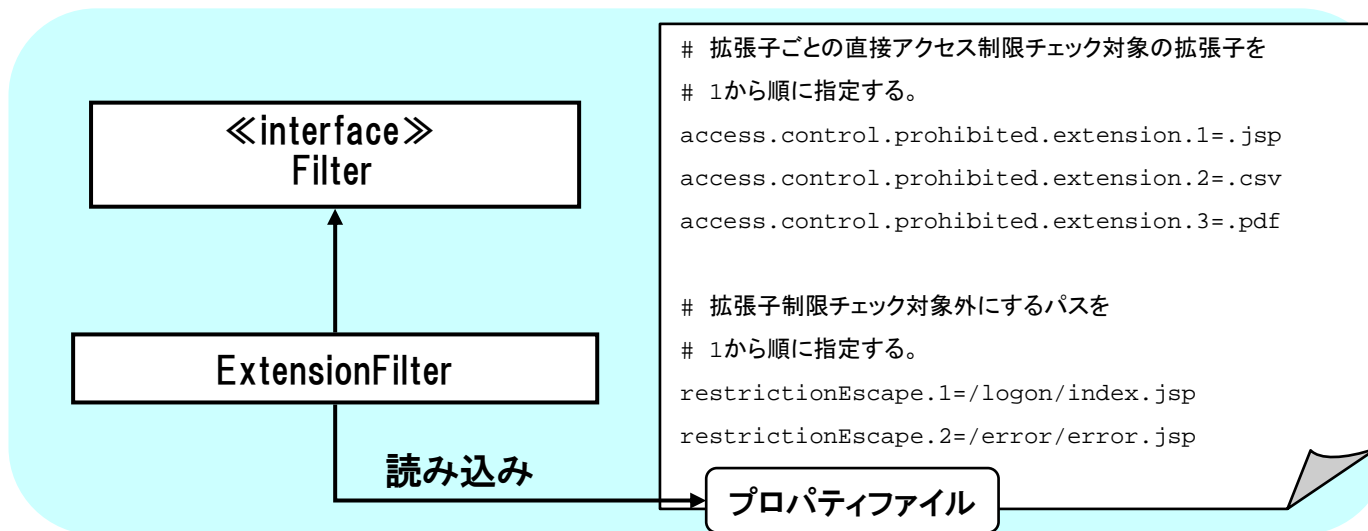 ≪interface≫
Filter
ExtensionFilter
読み込み
# 拡張子ごとの直接アクセス制限チェック対象の拡張子を
# 1から順に指定する。
access.control.prohibited.extension.1=.jsp
access.control.prohibited.extension.2=.csv
access.control.prohibited.extension.3=.pdf
# 拡張子制限チェック対象外にするパスを
# 1から順に指定する。
restrictionEscape.1=/logon/index.jsp
restrictionEscape.2=/error/error.jsp
プロパティファイル